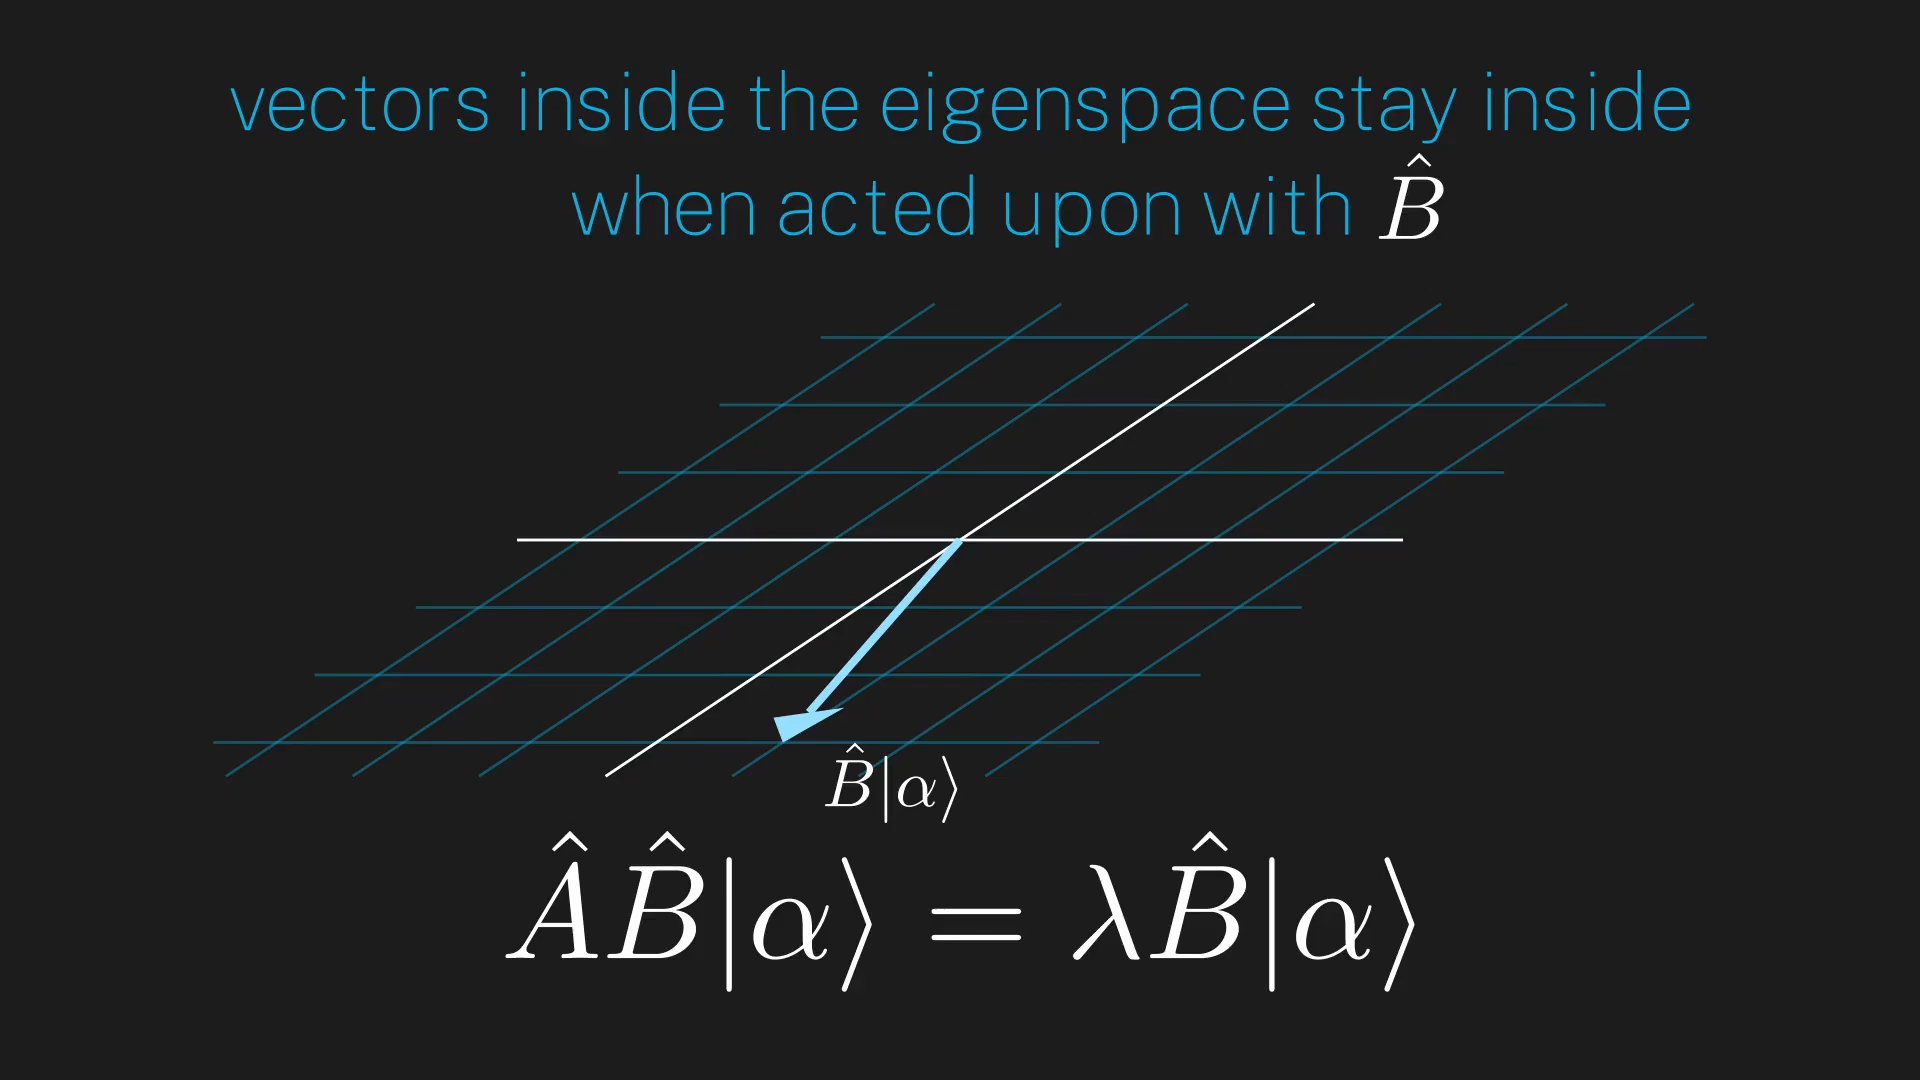 vectors inside the eigenspace stay inside
when acted upon with B̂
B̂|α⟩
ÂB̂|α⟩ = λB̂|α⟩